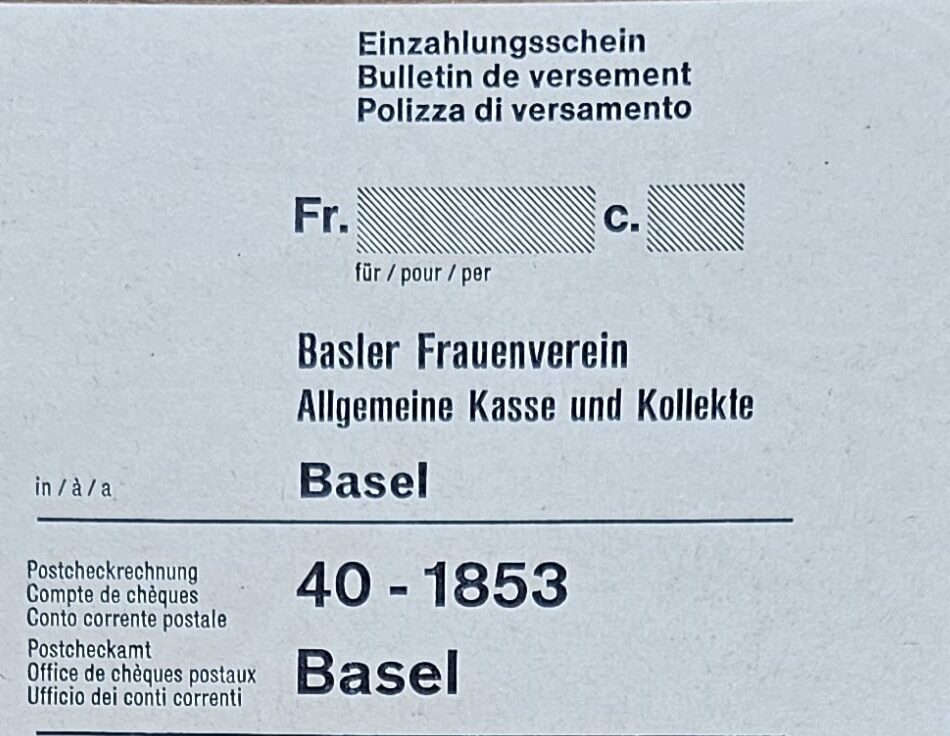 Einzahlungsschein
Bulletin de versement
Polizza di versamento
Fr. c.
für / pour / per
Basler Frauenverein
Allgemeine Kasse und Kollekte
in / à / a Basel
Postcheckrechnung
Compte de chèques
Conto corrente postale
40 - 1853
Postcheckamt
Office de chèques postaux
Ufficio dei conti correnti
Basel